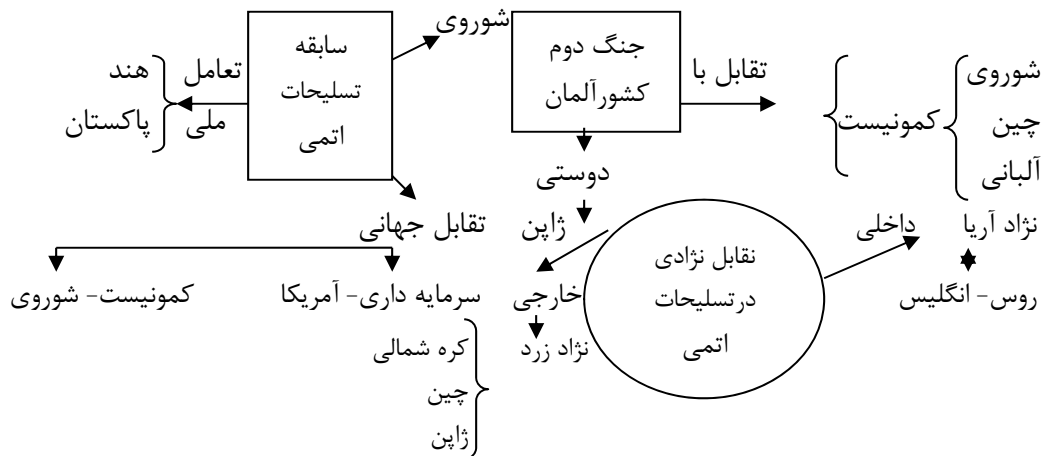 شوروی
جنگ دوم
کشورآلمان
تقابل با
کمونیست
شوروی
چین
آلبانی
سابقه
تسلیحات
اتمی
تعامل
ملی
هند
پاکستان
دوستی
ژاپن
تقابل جهانی
نژاد آریا
داخلی
نقابل نژادی
درتسلیحات
اتمی
روس- انگلیس
خارجی
نژاد زرد
سرمایه داری- آمریکا
کمونیست- شوروی
کره شمالی
چین
ژاپن